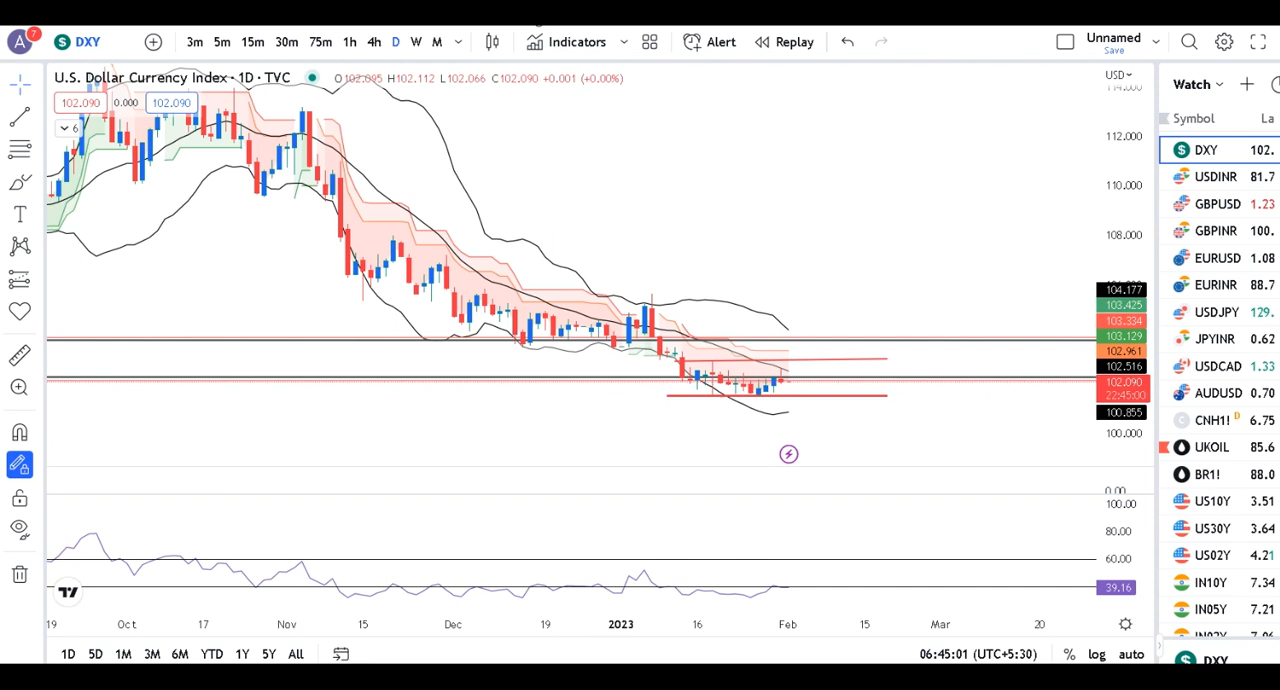 A 7 DXY 3m 5m 15m 30m 75m 1h 4h D W M Indicators Alert Replay Unnamed Save
U.S. Dollar Currency Index · 1D · TVC O102.095 H102.112 L102.066 C102.090 +0.001 (+0.00%) USD
102.090 0.000 102.090
6
114.000
112.000
110.000
108.000
104.177
103.425
103.334
103.129
102.961
102.516
102.090
22:45:00
100.855
100.000
0.00
100.00
80.00
60.00
39.16
19 Oct 17 Nov 15 Dec 19 2023 16 Feb 15 Mar 20
1D 5D 1M 3M 6M YTD 1Y 5Y All 06:45:01 (UTC+5:30) % log auto
Watch
Symbol La
DXY 102.
USDINR 81.7
GBPUSD 1.23
GBPINR 100.
EURUSD 1.08
EURINR 88.7
USDJPY 129.
JPYINR 0.62
USDCAD 1.33
AUDUSD 0.70
CNH1! D 6.75
UKOIL 85.6
BR1! 88.0
US10Y 3.51
US30Y 3.64
US02Y 4.21
IN10Y 7.34
IN05Y 7.21
DXY